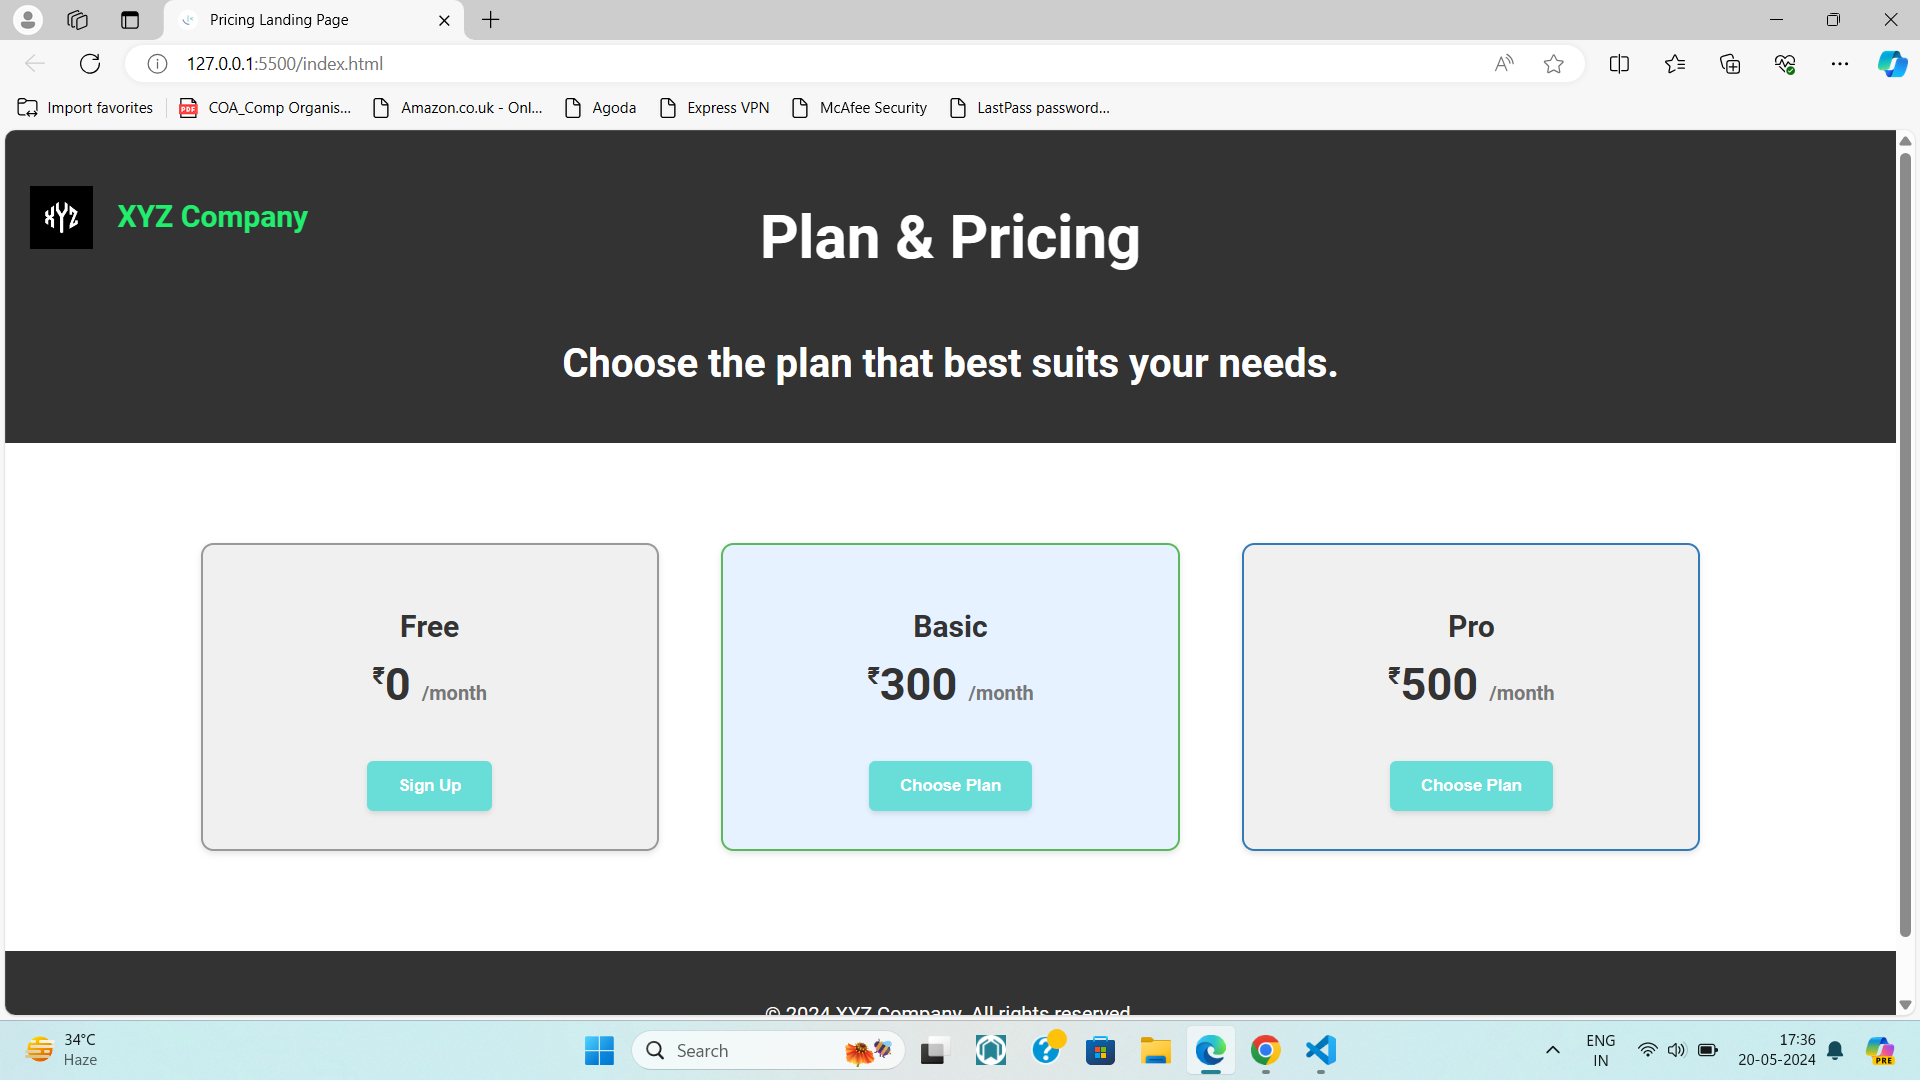 Pricing Landing Page
127.0.0.1:5500/index.html
Import favorites
PDF
COA_Comp Organis...
Amazon.co.uk - Onl...
Agoda
Express VPN
McAfee Security
LastPass password...
XYZ
XYZ Company
Plan & Pricing
Choose the plan that best suits your needs.
Free
₹0 /month
Sign Up
Basic
₹300 /month
Choose Plan
Pro
₹500 /month
Choose Plan
© 2024 XYZ Company. All rights reserved
34°C
Haze
Search
ENG
IN
17:36
20-05-2024
PRE